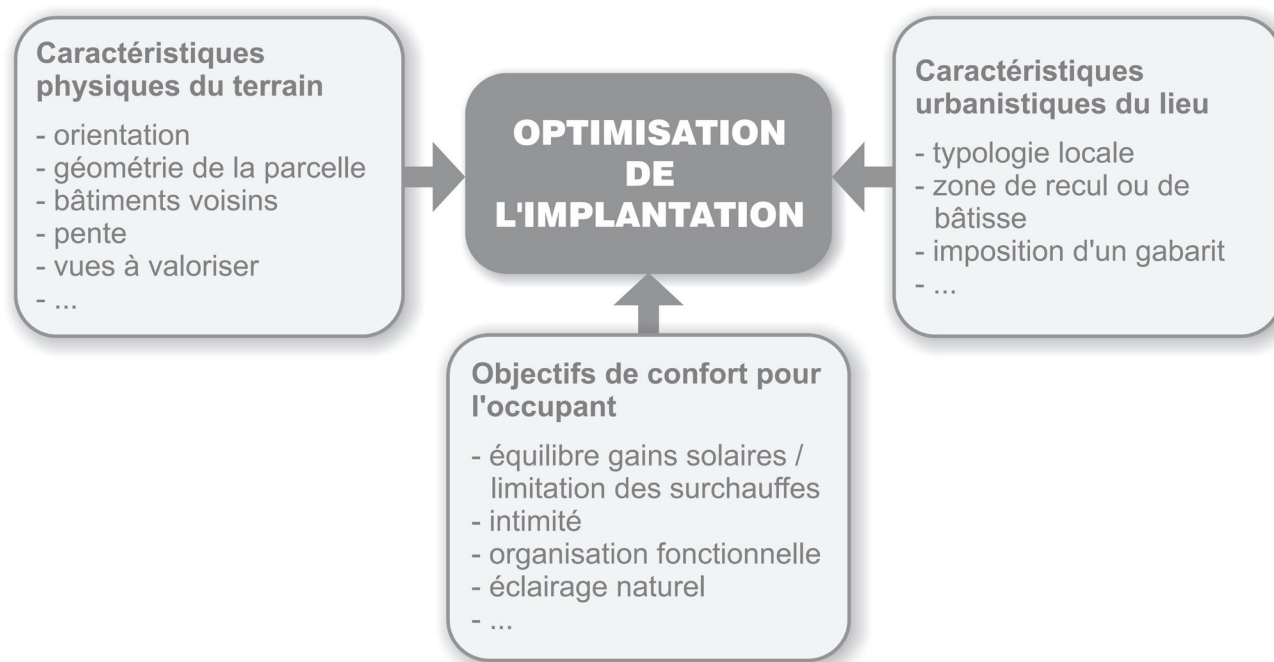 Caractéristiques
physiques du terrain
- orientation
- géométrie de la parcelle
- bâtiments voisins
- pente
- vues à valoriser
- ...
OPTIMISATION
DE
L'IMPLANTATION
Caractéristiques
urbanistiques du lieu
- typologie locale
- zone de recul ou de
bâtisse
- imposition d'un gabarit
- ...
Objectifs de confort pour
l'occupant
- équilibre gains solaires /
limitation des surchauffes
- intimité
- organisation fonctionnelle
- éclairage naturel
- ...